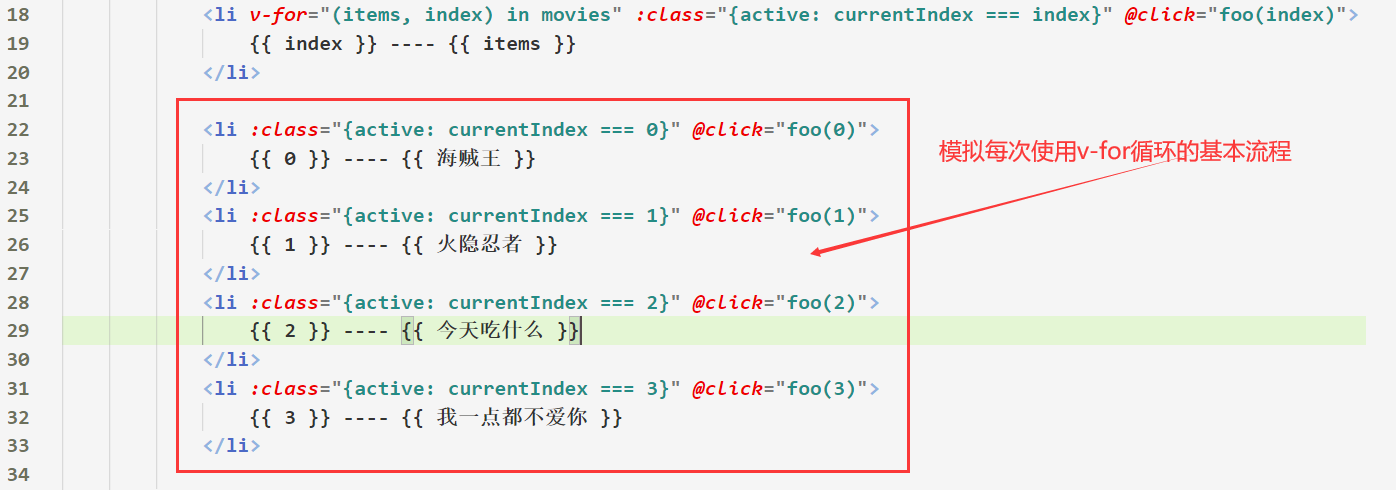 18 <li v-for="(items, index) in movies" :class="{active: currentIndex === index}" @click="foo(index)">
19 {{ index }} ---- {{ items }}
20 </li>
21
22 <li :class="{active: currentIndex === 0}" @click="foo(0)">
23 {{ 0 }} ---- {{ 海贼王 }}
24 </li>
25 <li :class="{active: currentIndex === 1}" @click="foo(1)">
26 {{ 1 }} ---- {{ 火隐忍者 }}
27 </li>
28 <li :class="{active: currentIndex === 2}" @click="foo(2)">
29 {{ 2 }} ---- {{ 今天吃什么 }}
30 </li>
31 <li :class="{active: currentIndex === 3}" @click="foo(3)">
32 {{ 3 }} ---- {{ 我一点都不爱你 }}
33 </li>
34
模拟每次使用v-for循环的基本流程